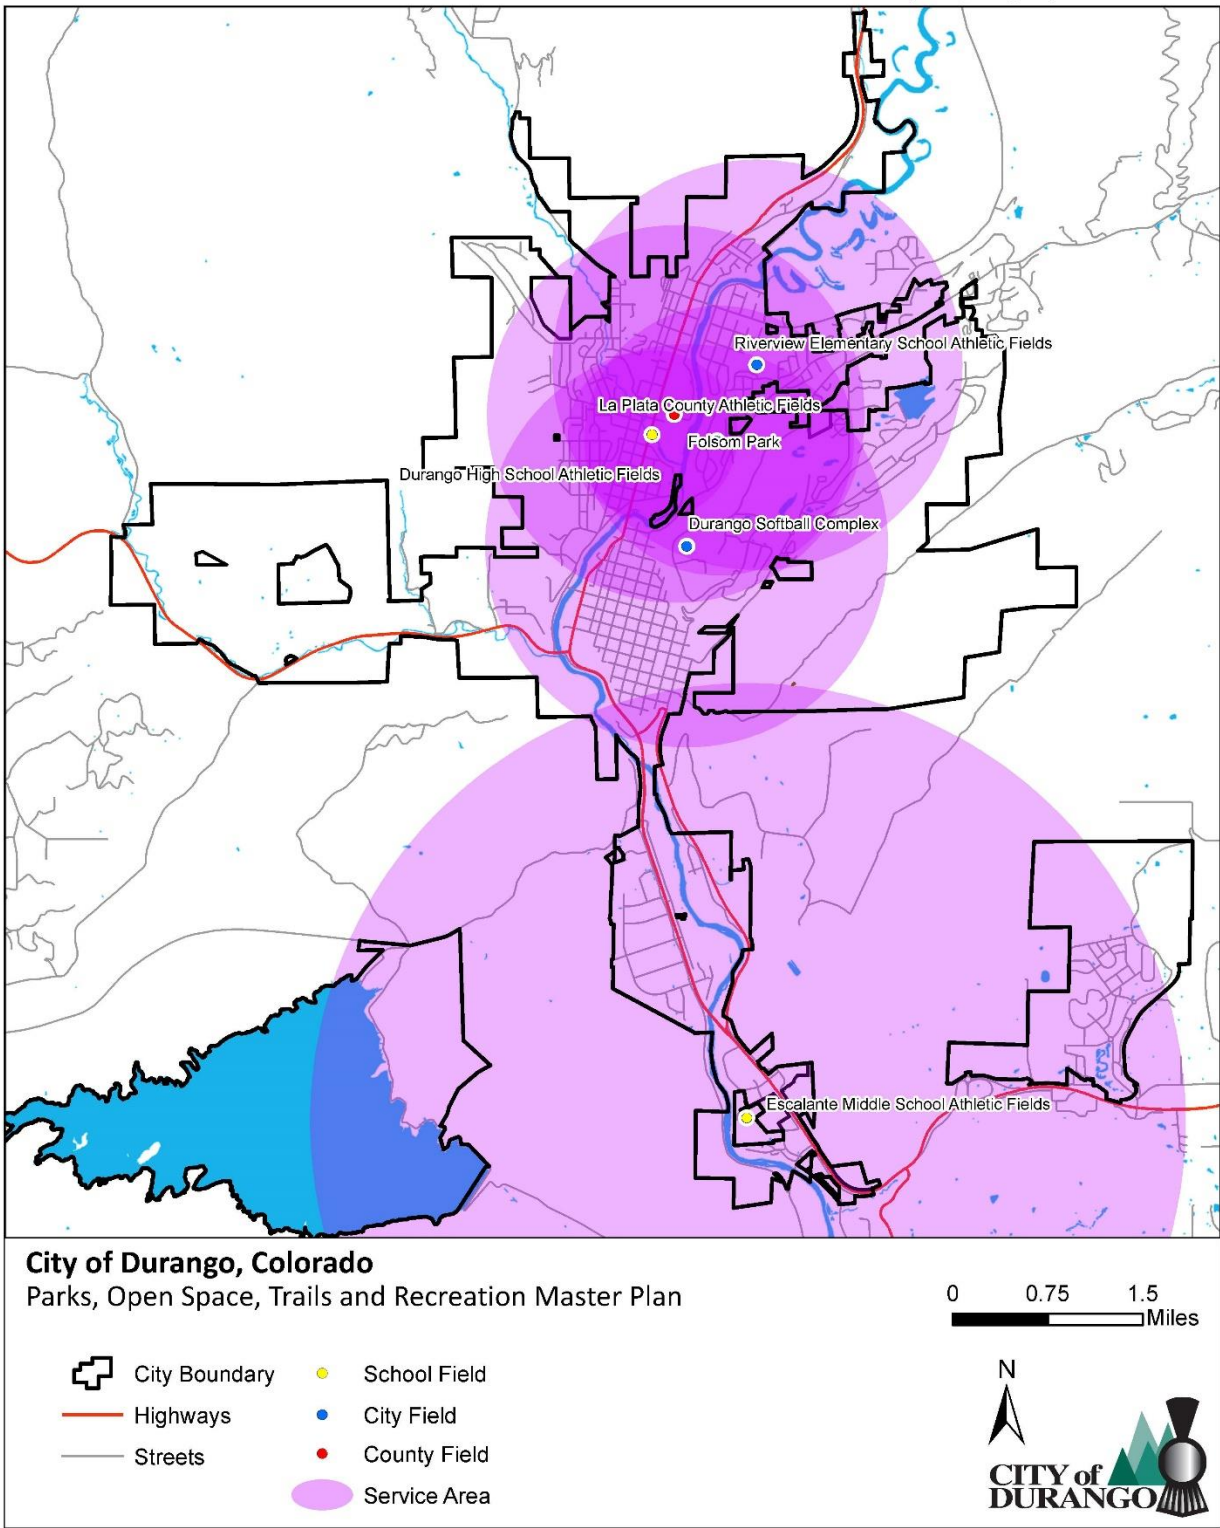 Riverview Elementary School Athletic Fields
La Plata County Athletic Fields
Folsom Park
Durango High School Athletic Fields
Durango Softball Complex
Escalante Middle School Athletic Fields
City of Durango, Colorado
Parks, Open Space, Trails and Recreation Master Plan
0 0.75 1.5
Miles
City Boundary
Highways
Streets
School Field
City Field
County Field
Service Area
N
CITY of
DURANGO